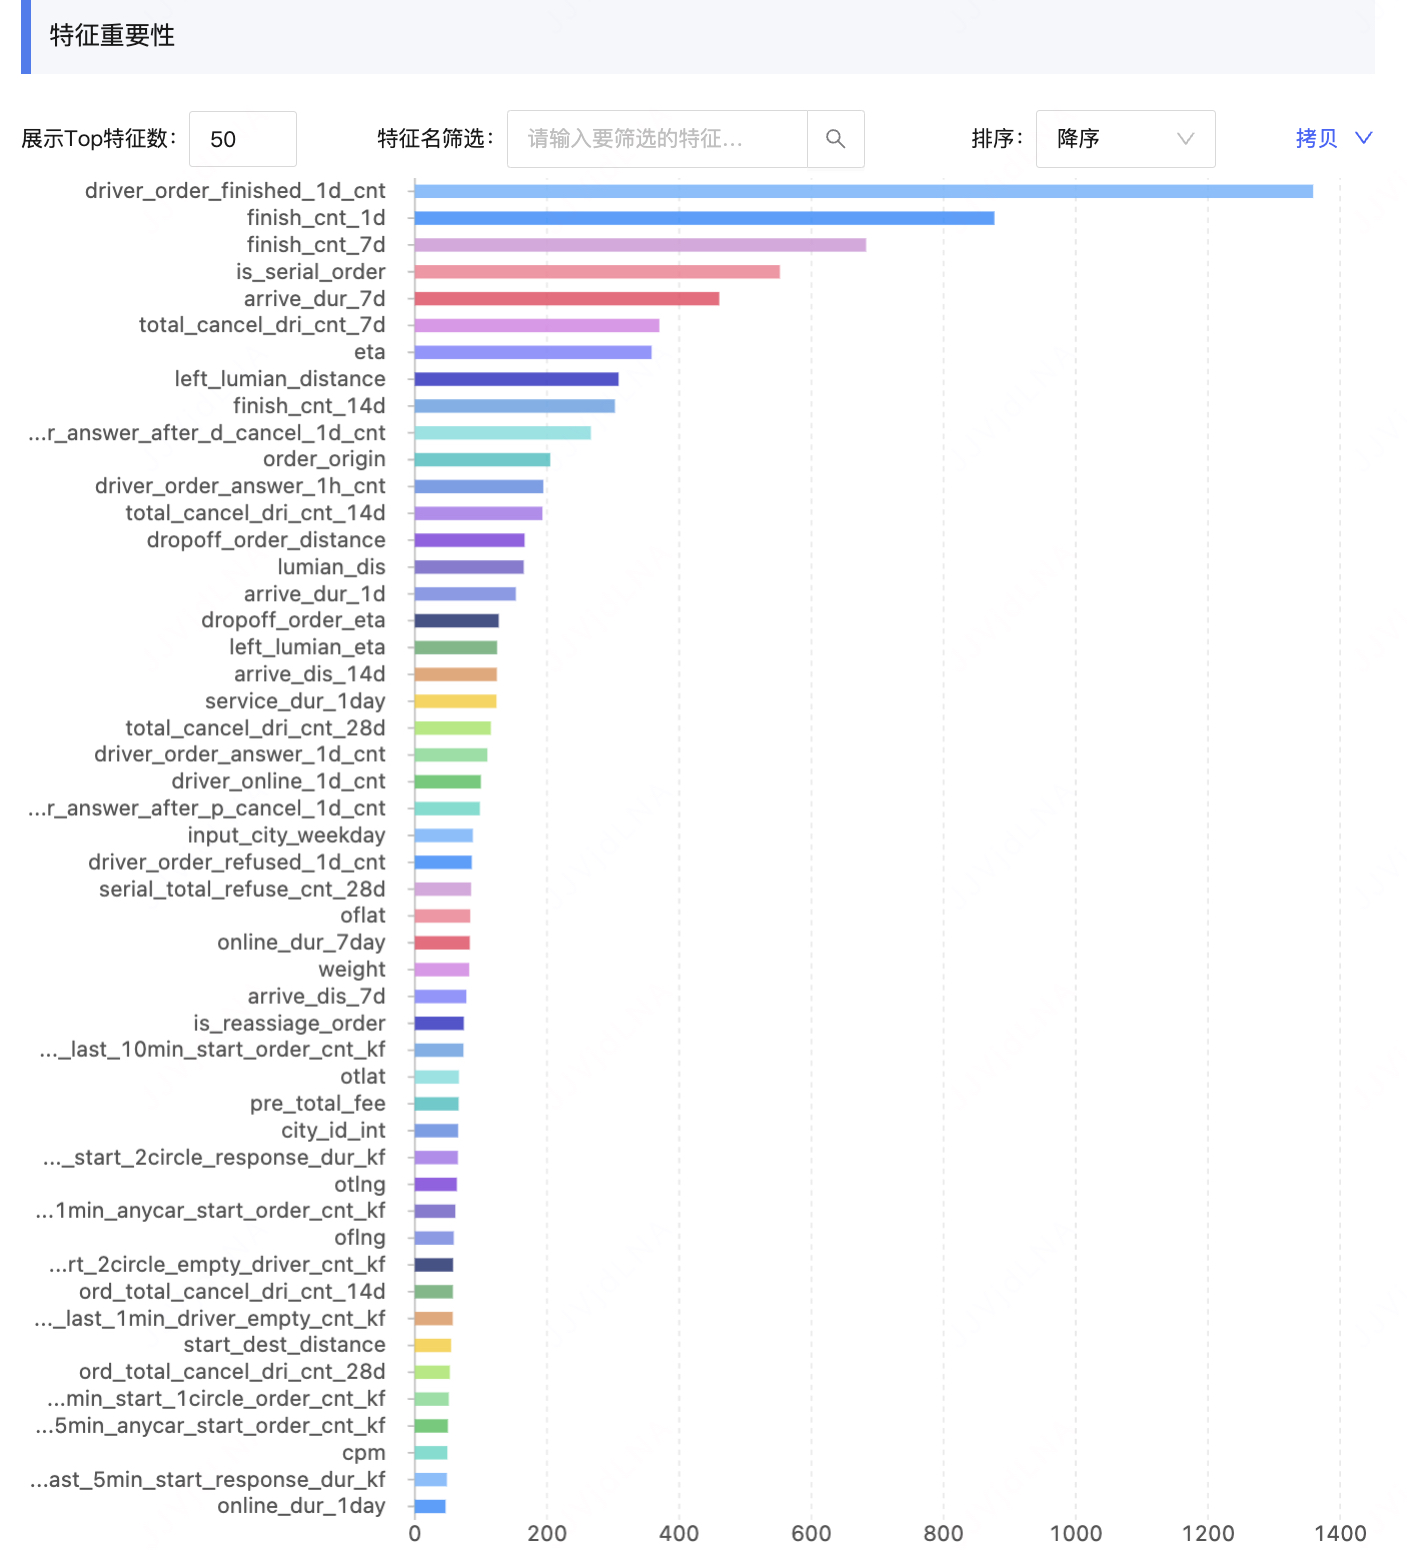 特征重要性
展示Top特征数： 50 特征名筛选： 请输入要筛选的特征... 排序： 降序 拷贝
driver_order_finished_1d_cnt
finish_cnt_1d
finish_cnt_7d
is_serial_order
arrive_dur_7d
total_cancel_dri_cnt_7d
eta
left_lumian_distance
finish_cnt_14d
...r_answer_after_d_cancel_1d_cnt
order_origin
driver_order_answer_1h_cnt
total_cancel_dri_cnt_14d
dropoff_order_distance
lumian_dis
arrive_dur_1d
dropoff_order_eta
left_lumian_eta
arrive_dis_14d
service_dur_1day
total_cancel_dri_cnt_28d
driver_order_answer_1d_cnt
driver_online_1d_cnt
...r_answer_after_p_cancel_1d_cnt
input_city_weekday
driver_order_refused_1d_cnt
serial_total_refuse_cnt_28d
oflat
online_dur_7day
weight
arrive_dis_7d
is_reassiage_order
..._last_10min_start_order_cnt_kf
otlat
pre_total_fee
city_id_int
..._start_2circle_response_dur_kf
otlng
...1min_anycar_start_order_cnt_kf
oflng
...rt_2circle_empty_driver_cnt_kf
ord_total_cancel_dri_cnt_14d
..._last_1min_driver_empty_cnt_kf
start_dest_distance
ord_total_cancel_dri_cnt_28d
...min_start_1circle_order_cnt_kf
...5min_anycar_start_order_cnt_kf
cpm
...ast_5min_start_response_dur_kf
online_dur_1day
0 200 400 600 800 1000 1200 1400